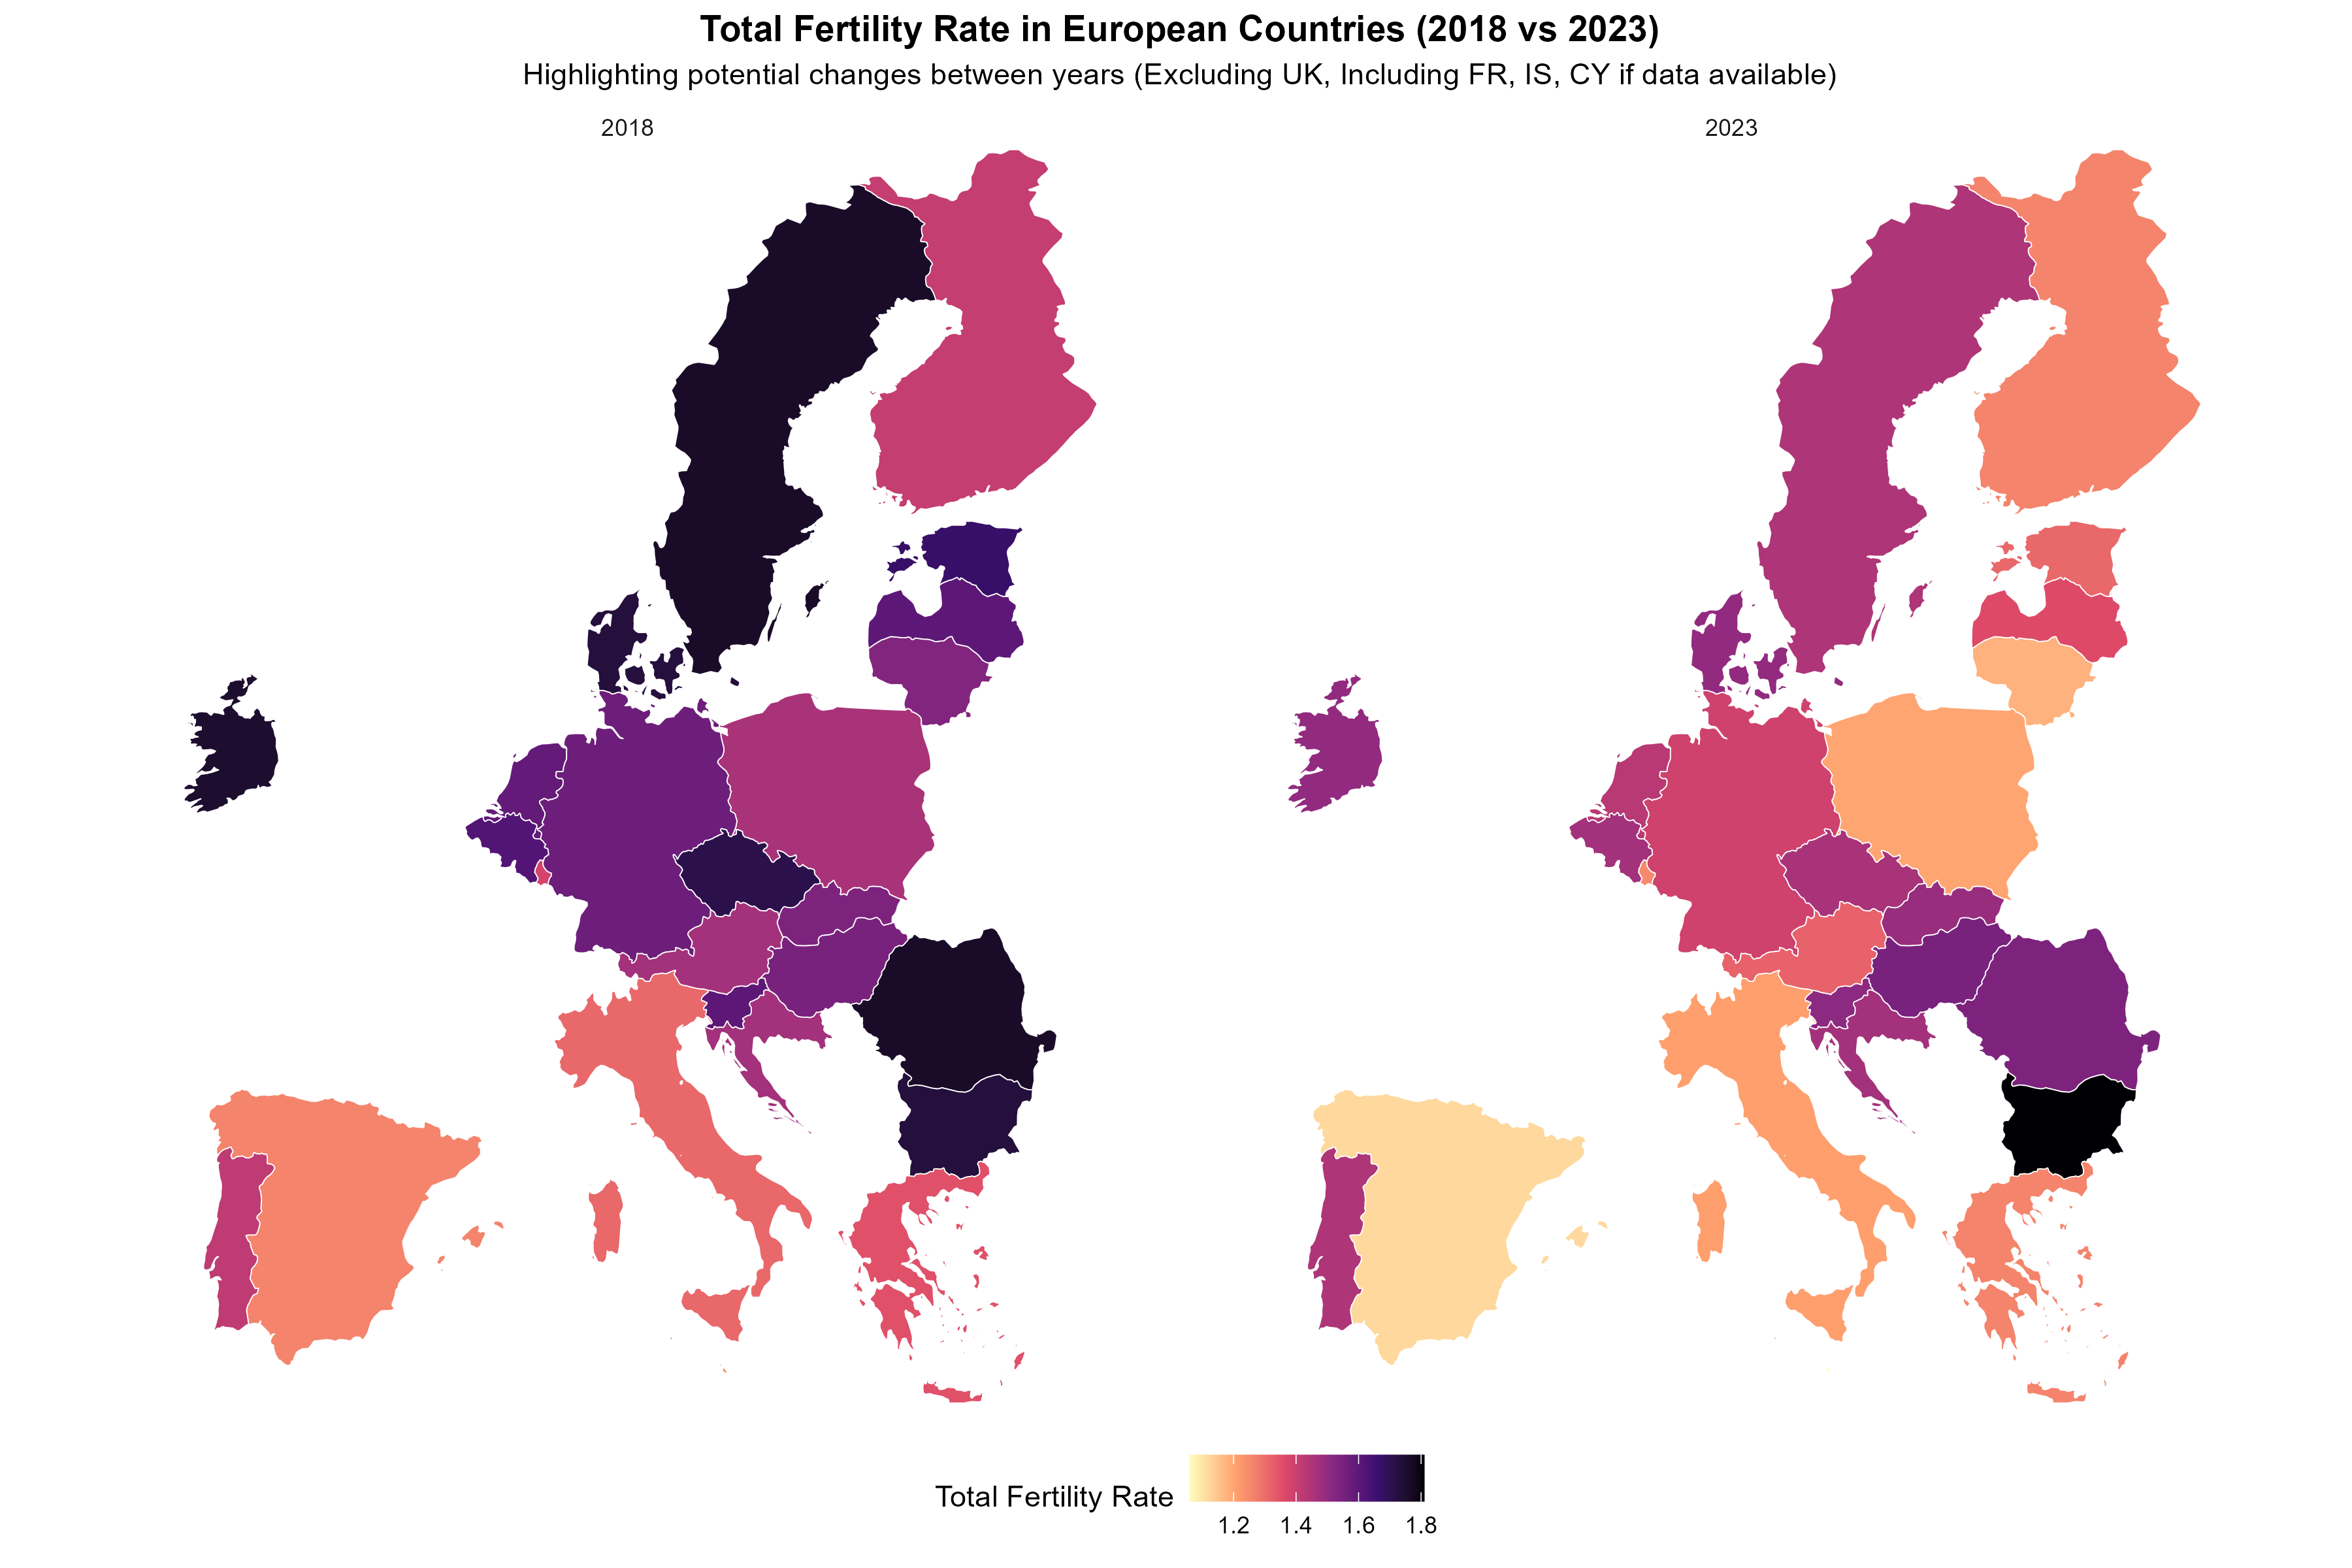 Total Fertility Rate in European Countries (2018 vs 2023)
Highlighting potential changes between years (Excluding UK, Including FR, IS, CY if data available)
2018
2023
Total Fertility Rate
1.2 1.4 1.6 1.8